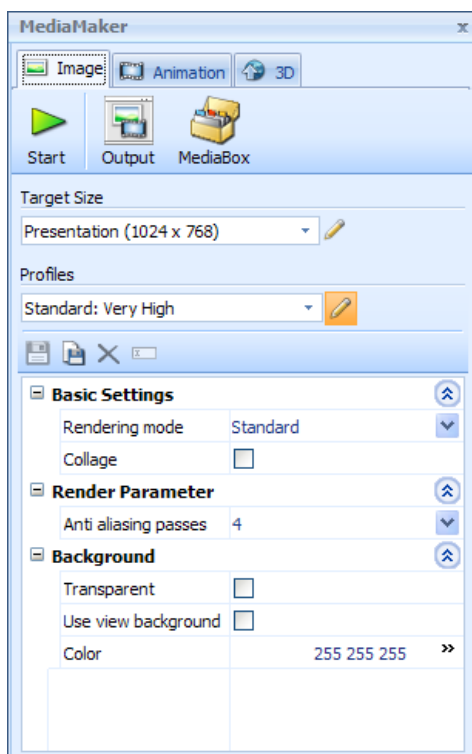 MediaMaker x
Image Animation 3D
Start Output MediaBox
Target Size
Presentation (1024 x 768)
Profiles
Standard: Very High
Basic Settings
Rendering mode Standard
Collage
Render Parameter
Anti aliasing passes 4
Background
Transparent
Use view background
Color 255 255 255 »